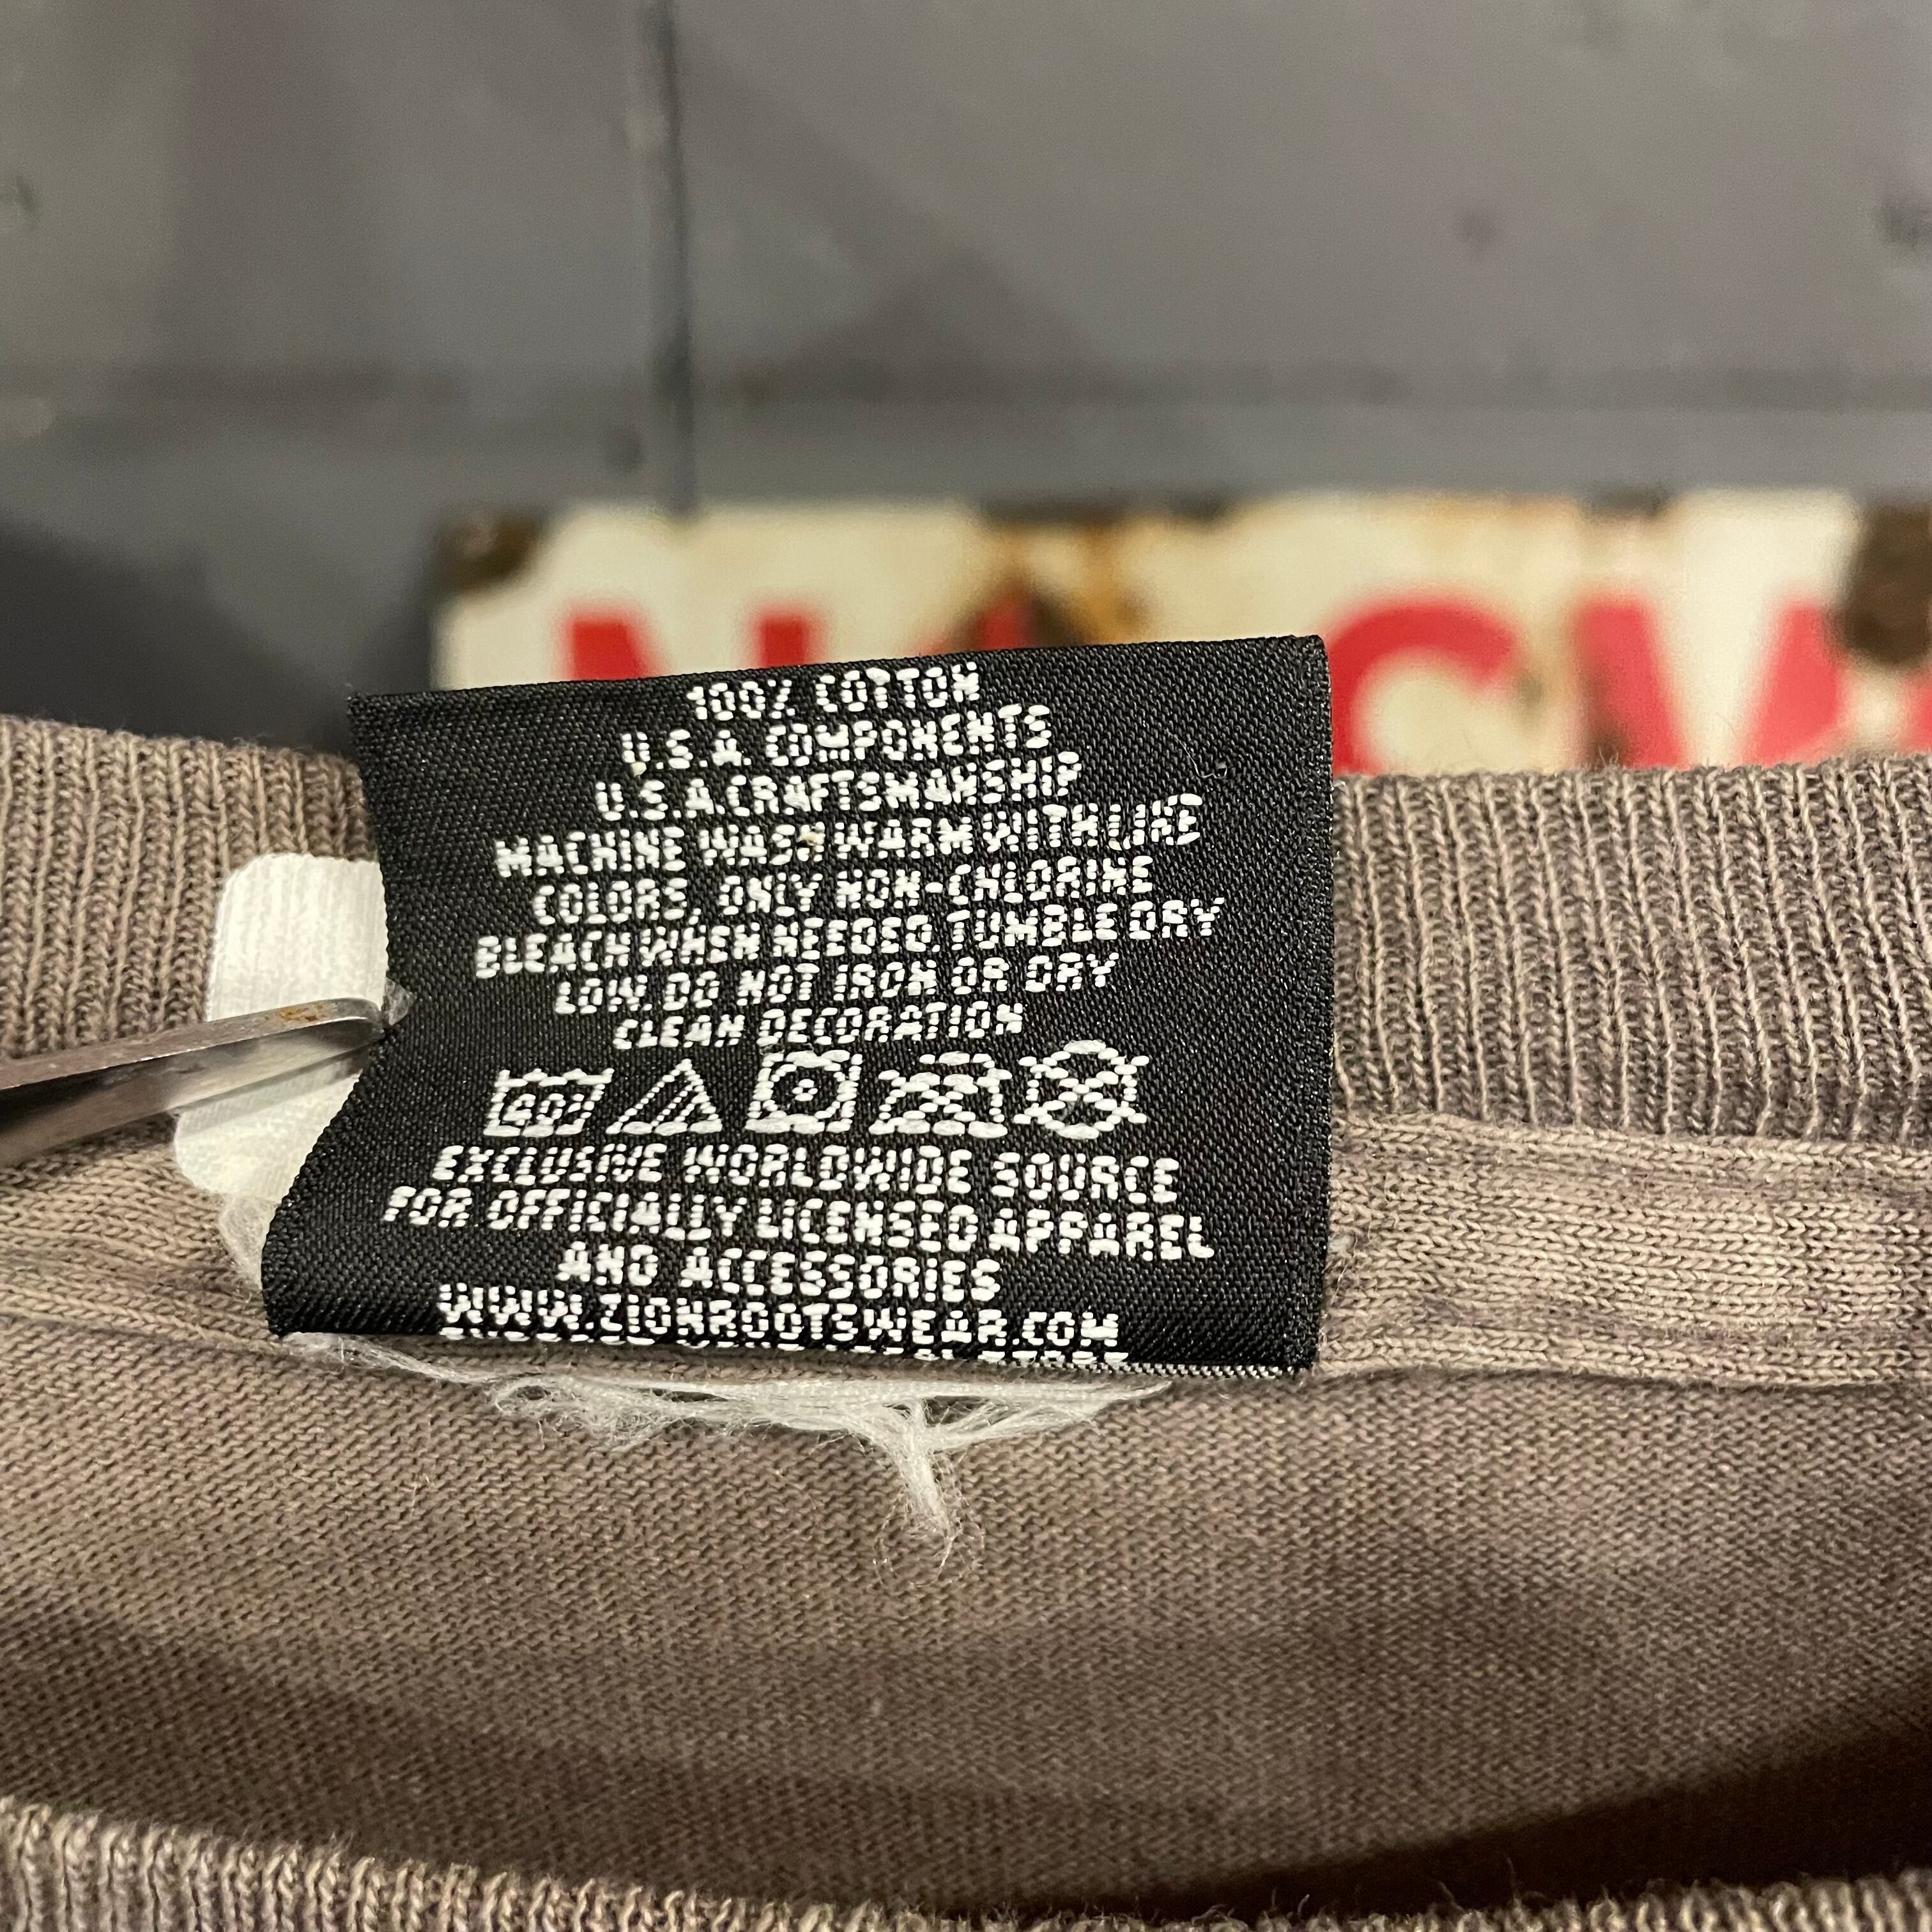 N CW
100% COTTON
U.S.A. COMPONENTS
U.S.A.CRAFTSMANSHIP
MACHINE WASH WARM WITH LIKE
COLORS, ONLY NON-CHLORINE
BLEACH WHEN NEEDED TUMBLE DRY
LOW. DO NOT IRON OR DRY
CLEAN DECORATION
40°
EXCLUSIVE WORLDWIDE SOURCE
FOR OFFICIALLY LICENSED APPAREL
AND ACCESSORIES
WWW.ZIONROOTSWEAR.COM